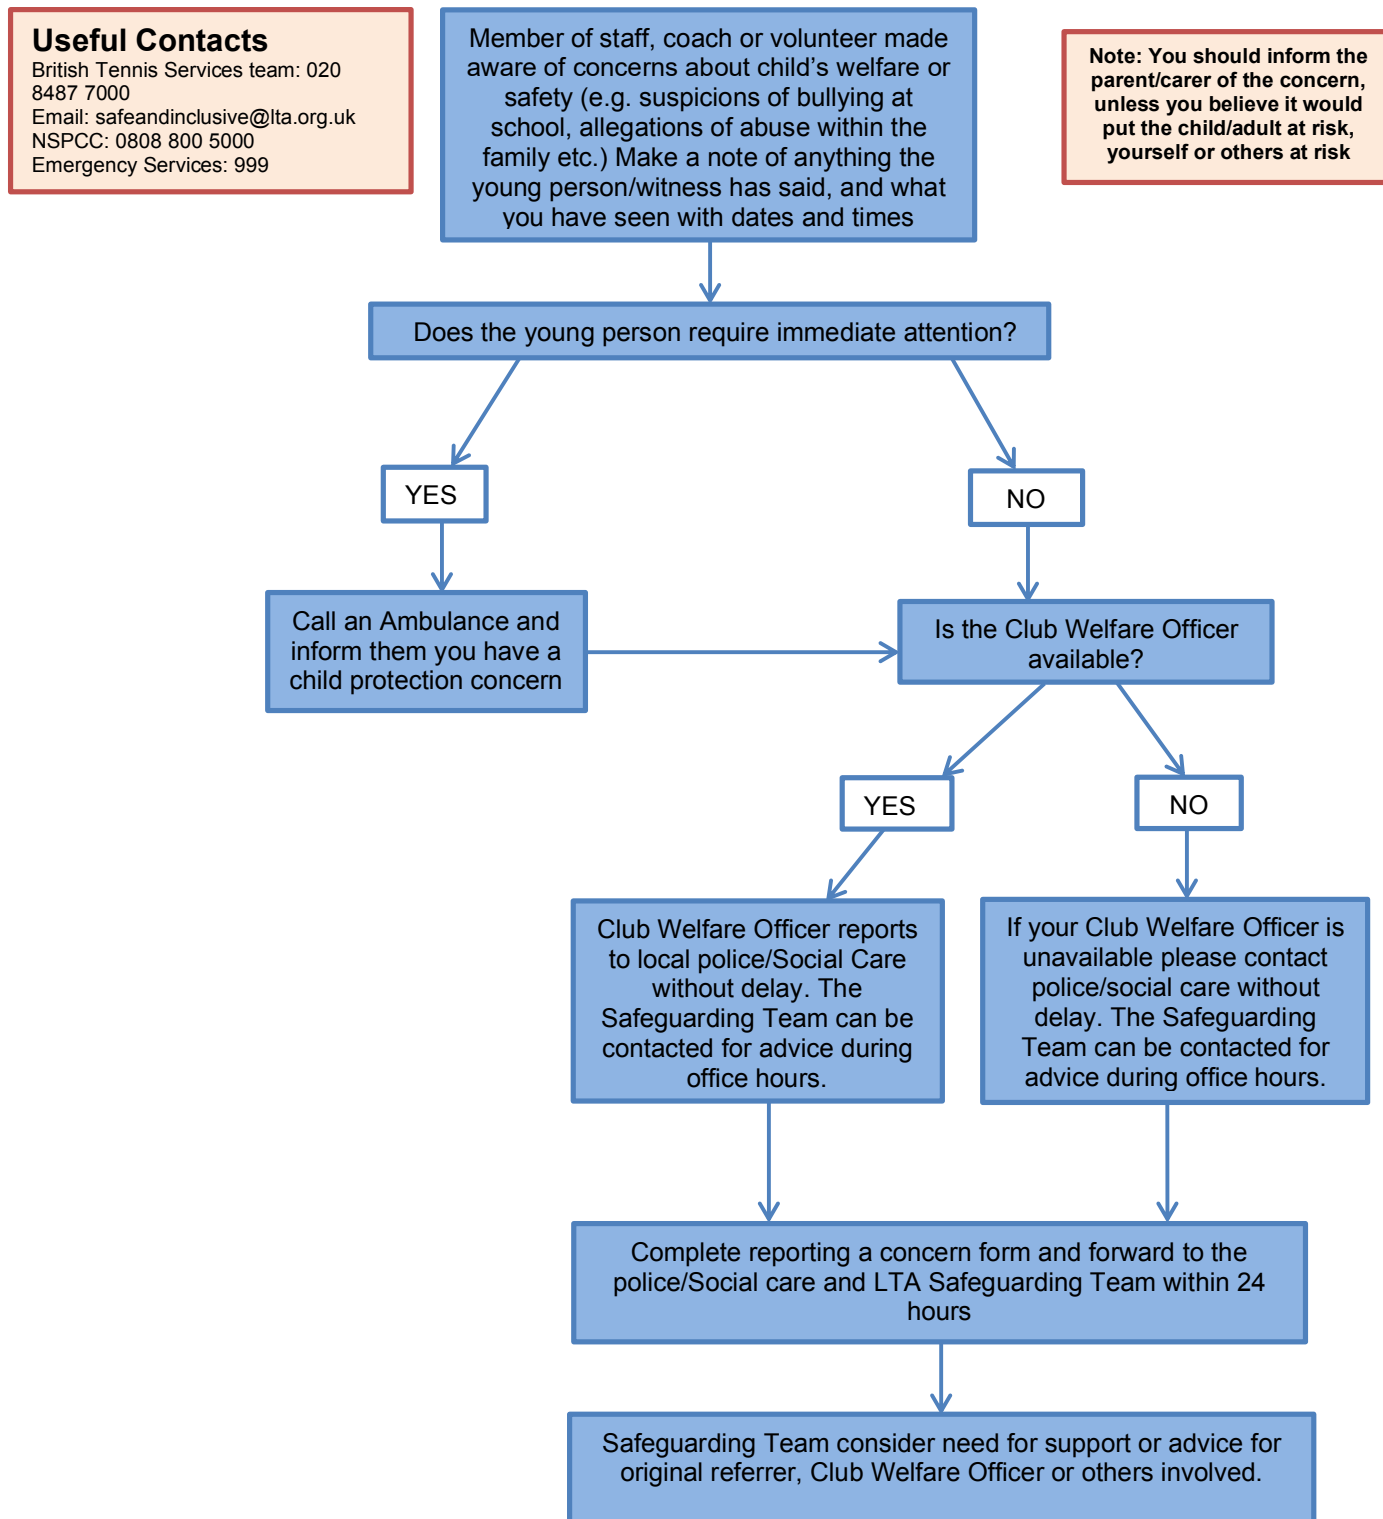 Useful Contacts
British Tennis Services team: 020
8487 7000
Email: safeandinclusive@lta.org.uk
NSPCC: 0808 800 5000
Emergency Services: 999
Member of staff, coach or volunteer made
aware of concerns about child’s welfare or
safety (e.g. suspicions of bullying at
school, allegations of abuse within the
family etc.) Make a note of anything the
young person/witness has said, and what
you have seen with dates and times
Note: You should inform the
parent/carer of the concern,
unless you believe it would
put the child/adult at risk,
yourself or others at risk
Does the young person require immediate attention?
YES
NO
Call an Ambulance and
inform them you have a
child protection concern
Is the Club Welfare Officer
available?
YES
NO
Club Welfare Officer reports
to local police/Social Care
without delay. The
Safeguarding Team can be
contacted for advice during
office hours.
If your Club Welfare Officer is
unavailable please contact
police/social care without
delay. The Safeguarding
Team can be contacted for
advice during office hours.
Complete reporting a concern form and forward to the
police/Social care and LTA Safeguarding Team within 24
hours
Safeguarding Team consider need for support or advice for
original referrer, Club Welfare Officer or others involved.